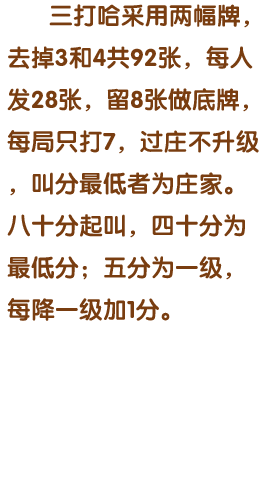 三打哈采用两幅牌，
去掉3和4共92张，每人
发28张，留8张做底牌，
每局只打7，过庄不升级
，叫分最低者为庄家。
八十分起叫，四十分为
最低分；五分为一级，
每降一级加1分。